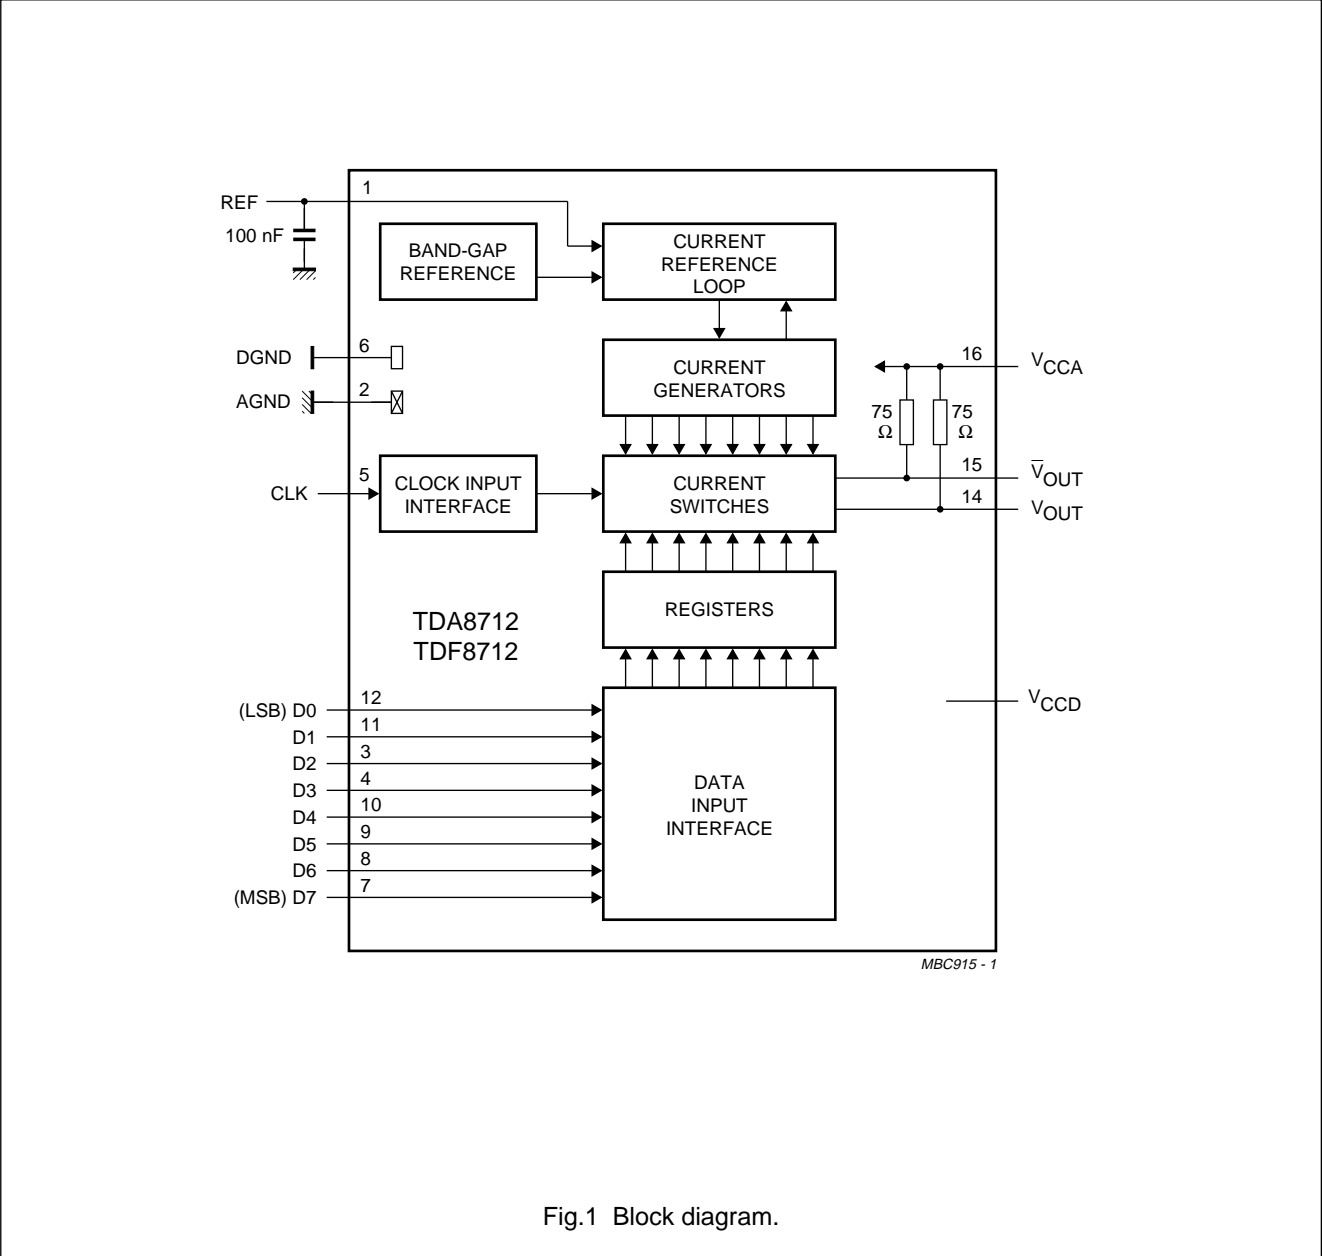 1
REF
100 nF
BAND-GAP
REFERENCE
CURRENT
REFERENCE
LOOP
DGND
6
AGND
2
CURRENT
GENERATORS
16
VCCA
75
Ω
75
Ω
CLK
5
CLOCK INPUT
INTERFACE
CURRENT
SWITCHES
15
V̅OUT
14
VOUT
REGISTERS
TDA8712
TDF8712
VCCD
(LSB) D0
12
D1
11
D2
3
D3
4
D4
10
D5
9
D6
8
(MSB) D7
7
DATA
INPUT
INTERFACE
MBC915 - 1
Fig.1 Block diagram.